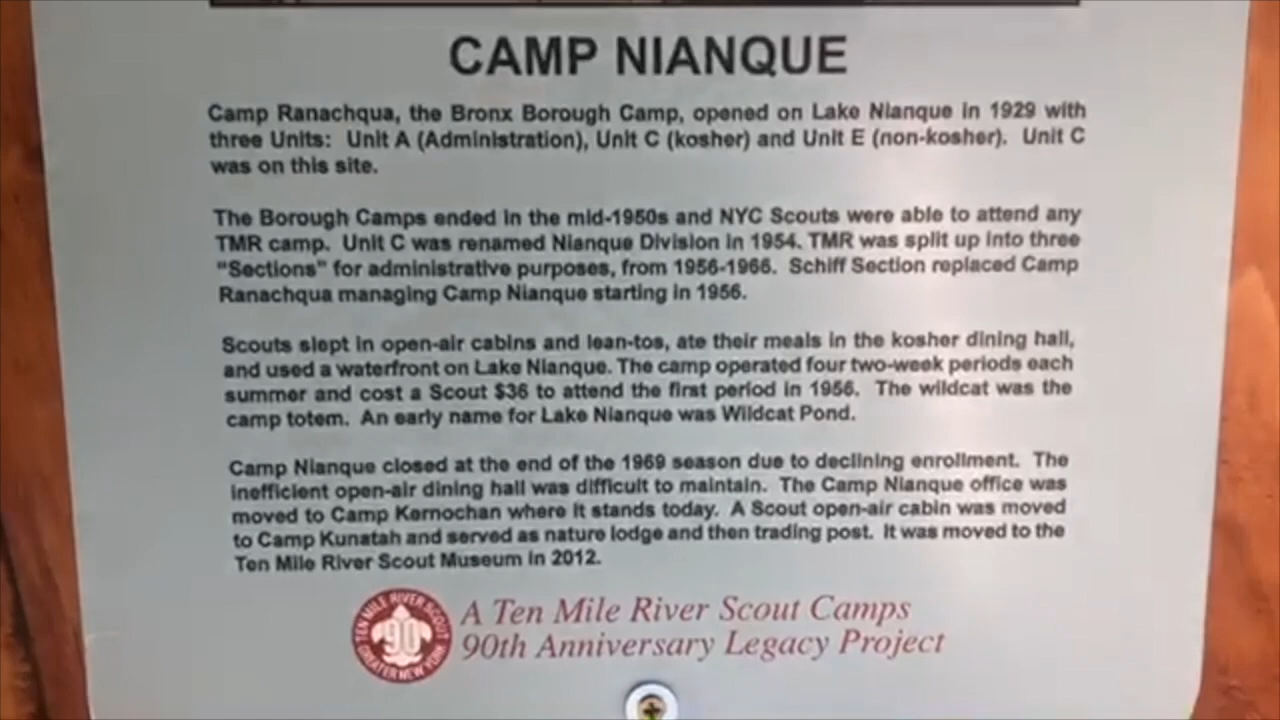 CAMP NIANQUE
Camp Ranachqua, the Bronx Borough Camp, opened on Lake Nianque in 1929 with
three Units: Unit A (Administration), Unit C (kosher) and Unit E (non-kosher). Unit C
was on this site.
The Borough Camps ended in the mid-1950s and NYC Scouts were able to attend any
TMR camp. Unit C was renamed Nianque Division in 1954. TMR was split up into three
"Sections" for administrative purposes, from 1956-1966. Schiff Section replaced Camp
Ranachqua managing Camp Nianque starting in 1956.
Scouts slept in open-air cabins and lean-tos, ate their meals in the kosher dining hall,
and used a waterfront on Lake Nianque. The camp operated four two-week periods each
summer and cost a Scout $36 to attend the first period in 1956. The wildcat was the
camp totem. An early name for Lake Nianque was Wildcat Pond.
Camp Nianque closed at the end of the 1969 season due to declining enrollment. The
inefficient open-air dining hall was difficult to maintain. The Camp Nianque office was
moved to Camp Kernochan where it stands today. A Scout open-air cabin was moved
to Camp Kunatah and served as nature lodge and then trading post. It was moved to the
Ten Mile River Scout Museum in 2012.
TEN MILE RIVER SCOUT
90
GREATER NEW YORK
A Ten Mile River Scout Camps
90th Anniversary Legacy Project